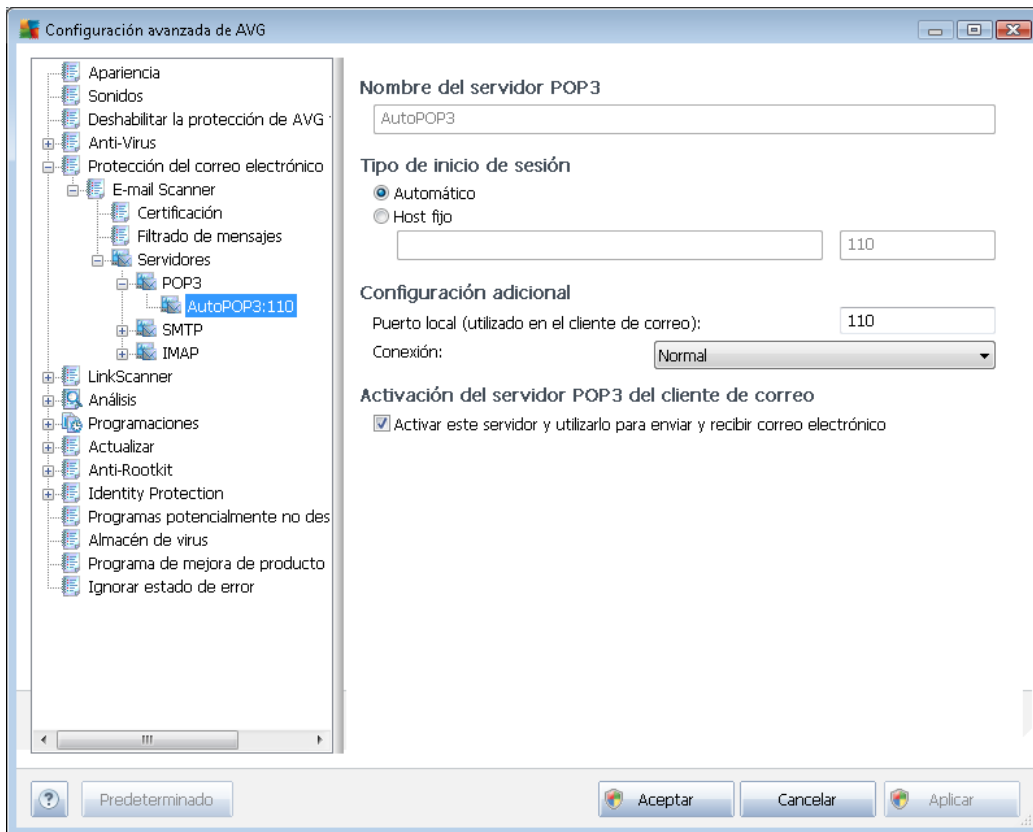 Configuración avanzada de AVG
Apariencia
Sonidos
Deshabilitar la protección de AVG
Anti-Virus
Protección del correo electrónico
E-mail Scanner
Certificación
Filtrado de mensajes
Servidores
POP3
AutoPOP3:110
SMTP
IMAP
LinkScanner
Análisis
Programaciones
Actualizar
Anti-Rootkit
Identity Protection
Programas potencialmente no des
Almacén de virus
Programa de mejora de producto
Ignorar estado de error
Nombre del servidor POP3
AutoPOP3
Tipo de inicio de sesión
Automático
Host fijo
110
Configuración adicional
Puerto local (utilizado en el cliente de correo): 110
Conexión: Normal
Activación del servidor POP3 del cliente de correo
Activar este servidor y utilizarlo para enviar y recibir correo electrónico
? Predeterminado Aceptar Cancelar Aplicar